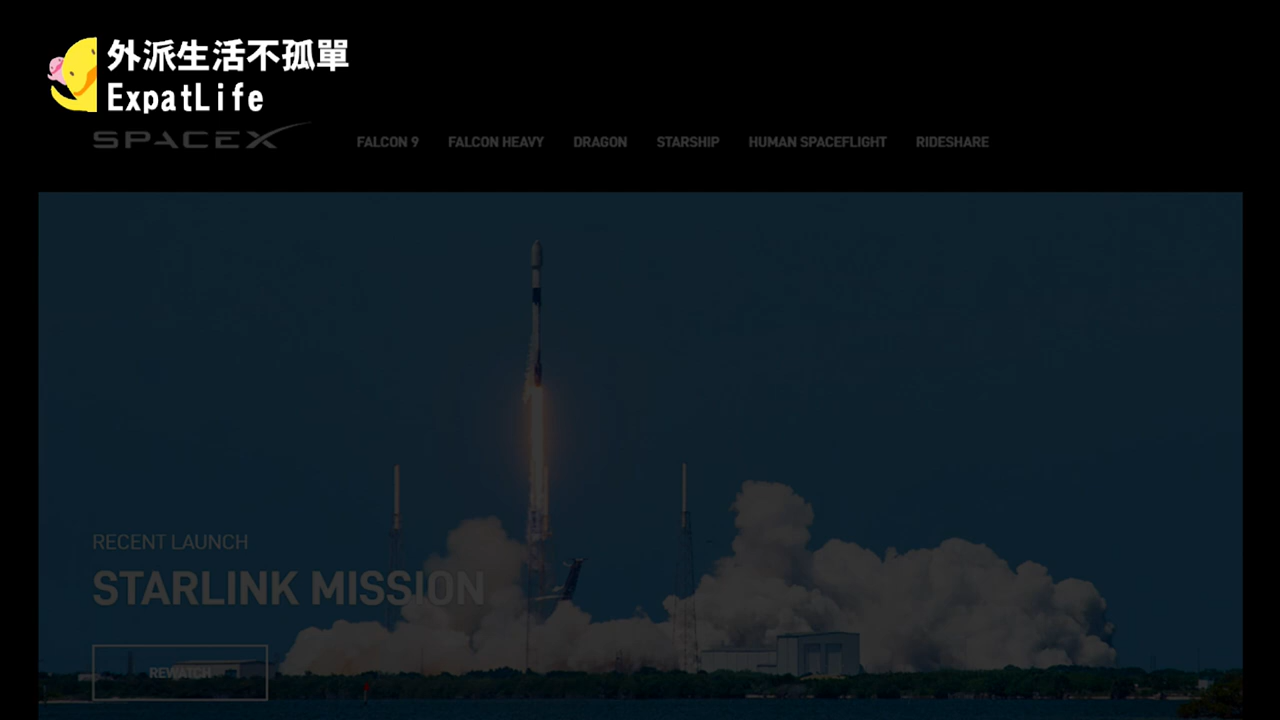 外派生活不孤單
ExpatLife
SPACEX
FALCON 9 FALCON HEAVY DRAGON STARSHIP HUMAN SPACEFLIGHT RIDESHARE
RECENT LAUNCH
STARLINK MISSION
REWATCH